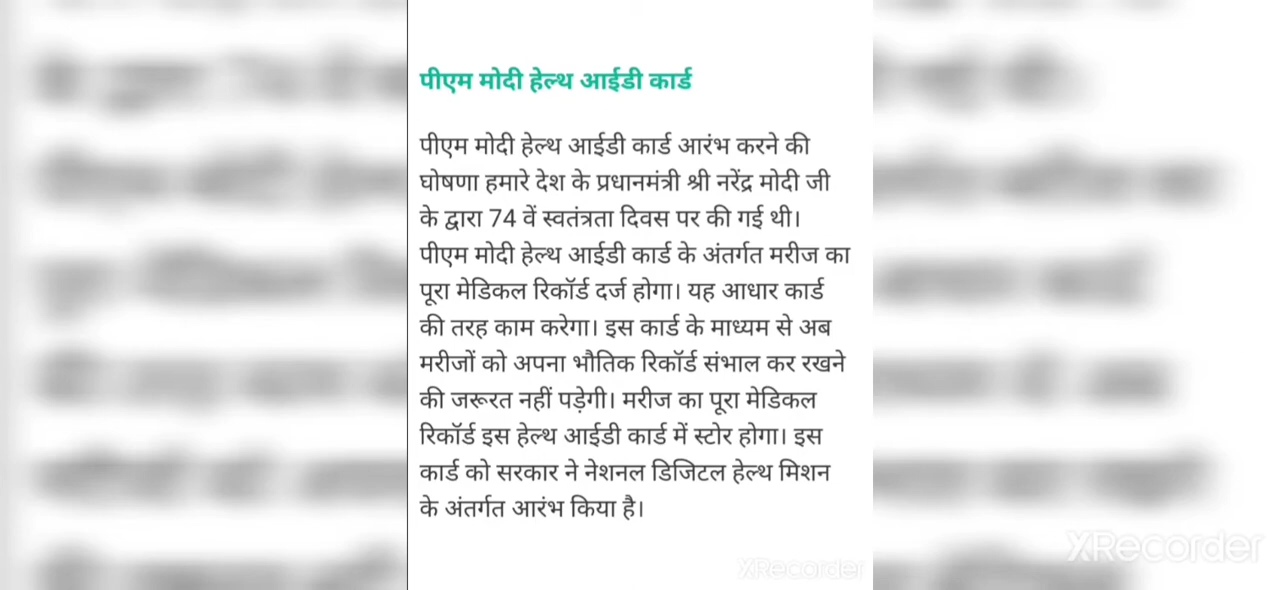 पीएम मोदी हेल्थ आईडी कार्ड
पीएम मोदी हेल्थ आईडी कार्ड आरंभ करने की
घोषणा हमारे देश के प्रधानमंत्री श्री नरेंद्र मोदी जी
के द्वारा 74 वें स्वतंत्रता दिवस पर की गई थी।
पीएम मोदी हेल्थ आईडी कार्ड के अंतर्गत मरीज का
पूरा मेडिकल रिकॉर्ड दर्ज होगा। यह आधार कार्ड
की तरह काम करेगा। इस कार्ड के माध्यम से अब
मरीजों को अपना भौतिक रिकॉर्ड संभाल कर रखने
की जरूरत नहीं पड़ेगी। मरीज का पूरा मेडिकल
रिकॉर्ड इस हेल्थ आईडी कार्ड में स्टोर होगा। इस
कार्ड को सरकार ने नेशनल डिजिटल हेल्थ मिशन
के अंतर्गत आरंभ किया है।
XRecorder
XRecorder